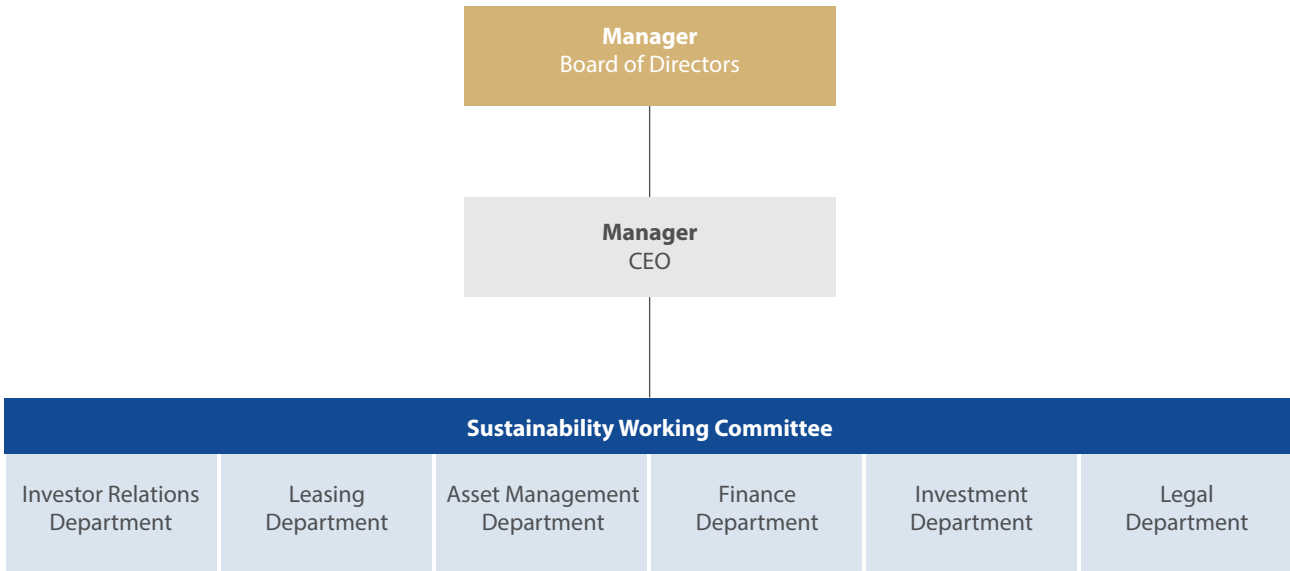 Manager
Board of Directors
Manager
CEO
Sustainability Working Committee
Investor Relations
Department
Leasing
Department
Asset Management
Department
Finance
Department
Investment
Department
Legal
Department